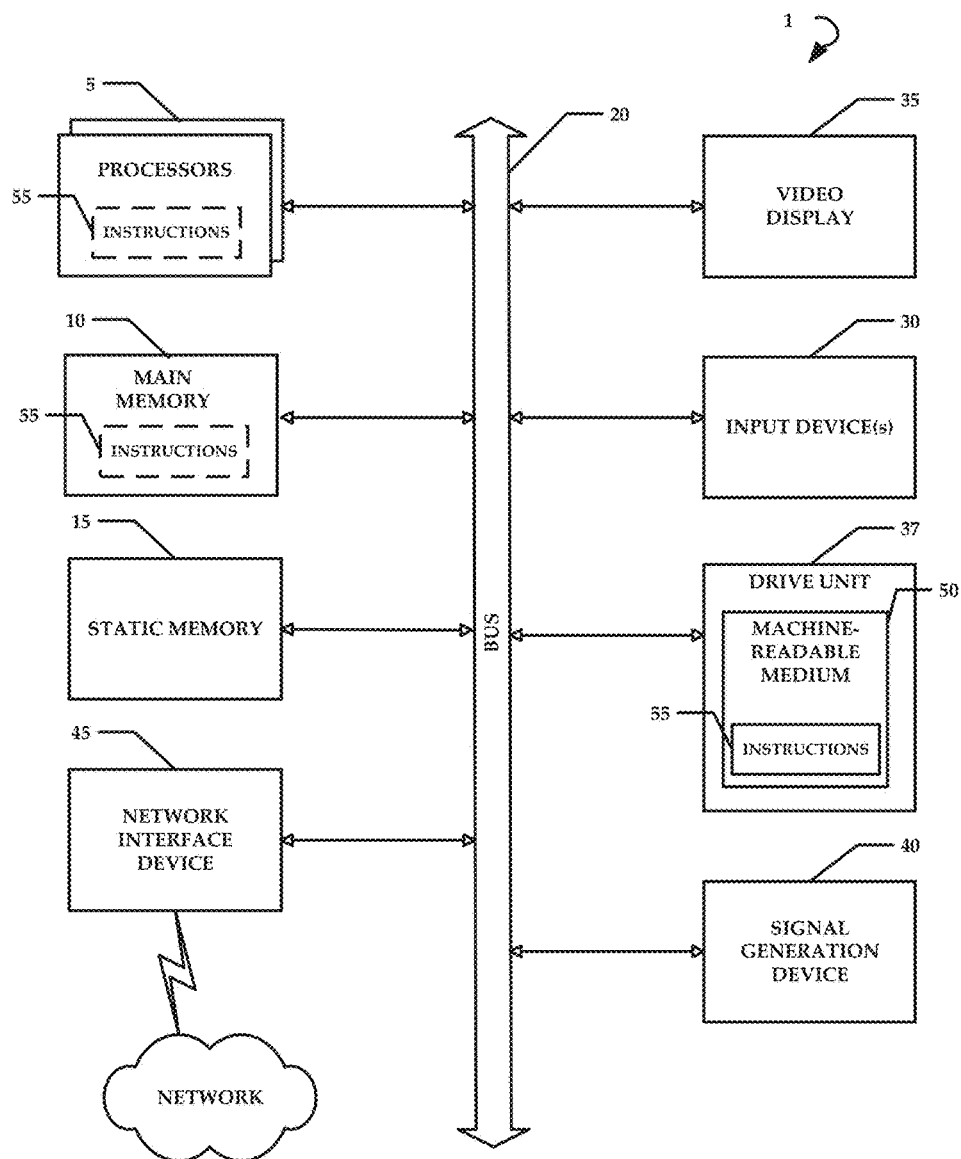 1
5
PROCESSORS
55
INSTRUCTIONS
10
MAIN
MEMORY
55
INSTRUCTIONS
15
STATIC MEMORY
45
NETWORK
INTERFACE
DEVICE
NETWORK
20
BUS
35
VIDEO
DISPLAY
30
INPUT DEVICE(s)
37
DRIVE UNIT
50
MACHINE-
READABLE
MEDIUM
55
INSTRUCTIONS
40
SIGNAL
GENERATION
DEVICE